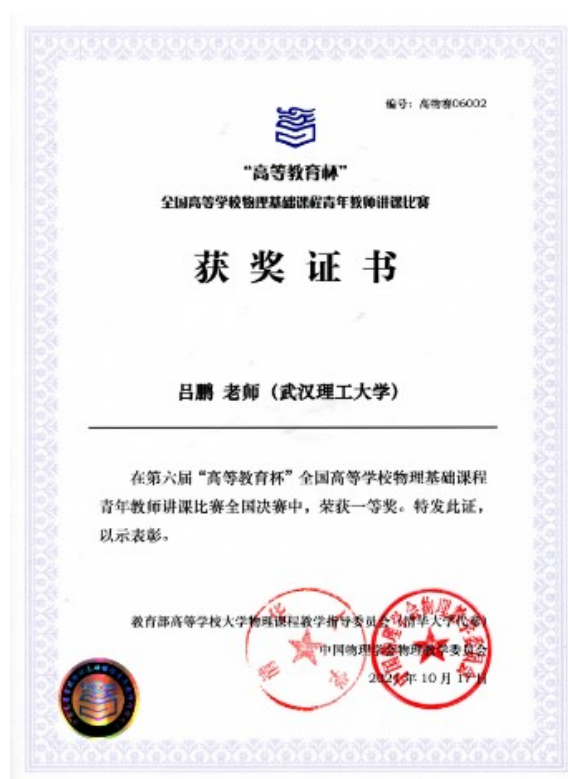 编号：高物赛06002
“高等教育杯”
全国高等学校物理基础课程青年教师讲课比赛
获奖证书
吕鹏 老师（武汉理工大学）
在第六届“高等教育杯”全国高等学校物理基础课程
青年教师讲课比赛全国决赛中，荣获一等奖。特发此证，
以示表彰。
教育部高等学校大学物理课程教学指导委员会（清华大学代章）
中国物理学会物理教学委员会
10月17日